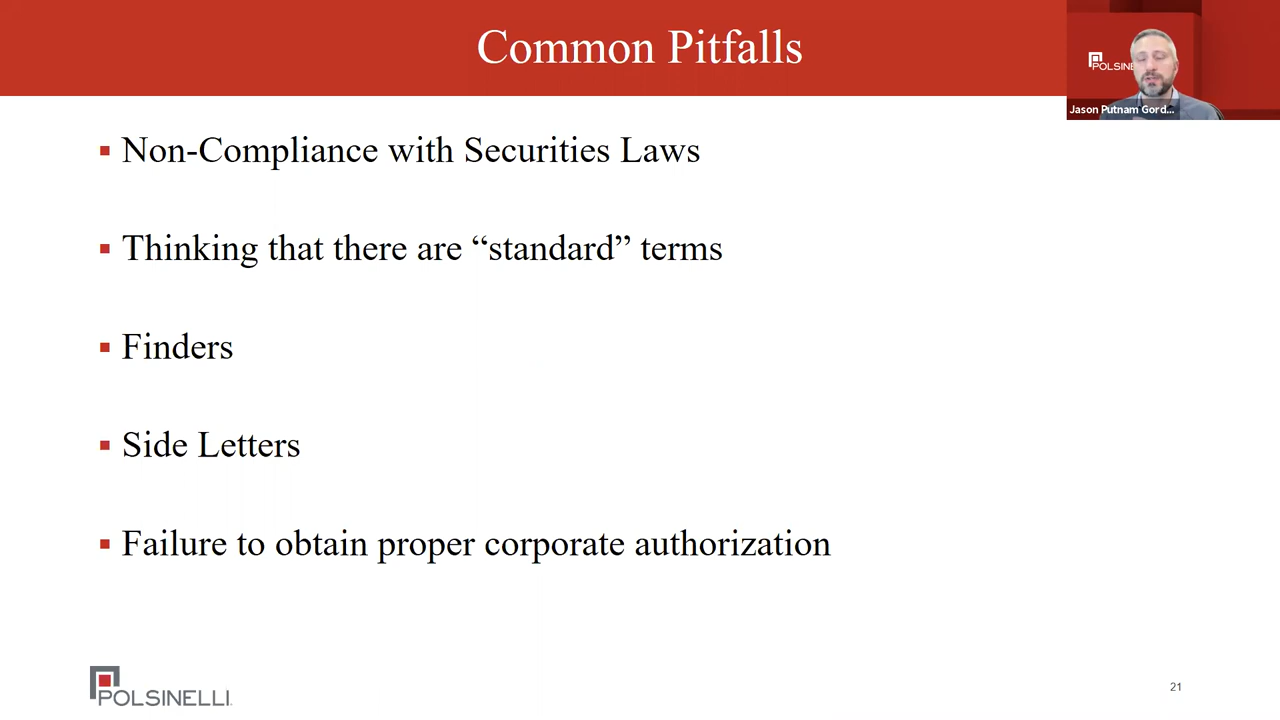 Common Pitfalls
POLSINE
Jason Putnam Gord...
▪ Non-Compliance with Securities Laws
▪ Thinking that there are “standard” terms
▪ Finders
▪ Side Letters
▪ Failure to obtain proper corporate authorization
POLSINELLI
21